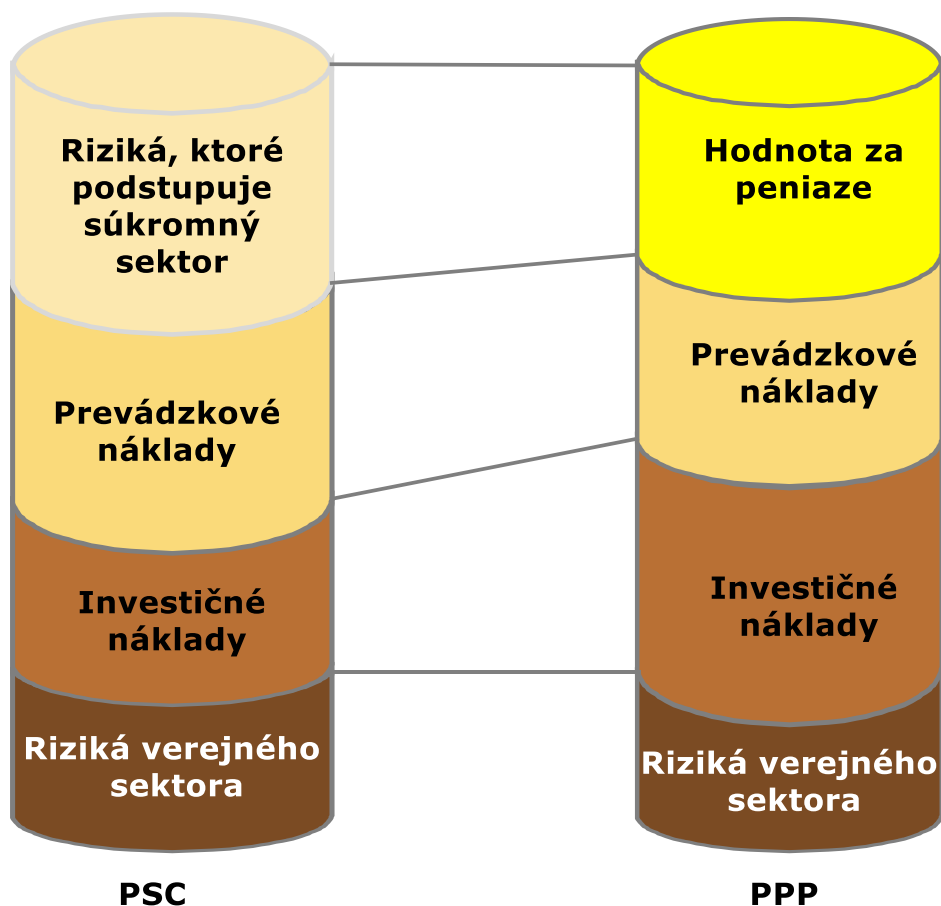 Riziká, ktoré
podstupuje
súkromný
sektor
Prevádzkové
náklady
Investičné
náklady
Riziká verejného
sektora
PSC
Hodnota za
peniaze
Prevádzkové
náklady
Investičné
náklady
Riziká verejného
sektora
PPP